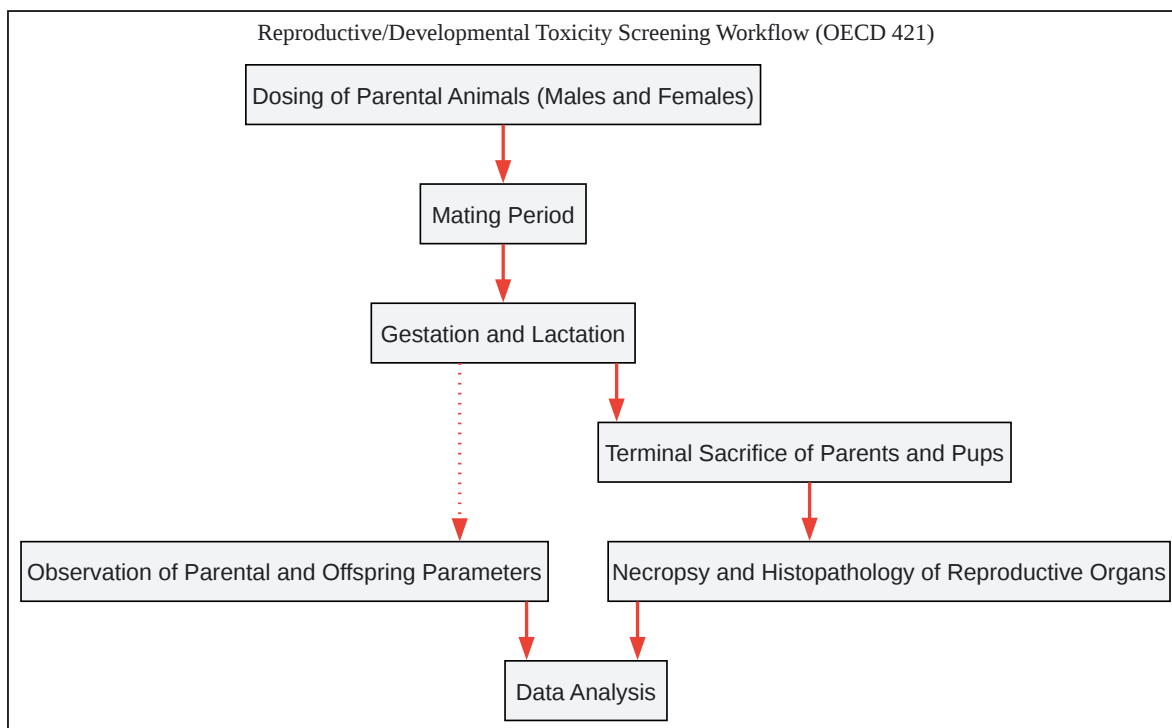 Reproductive/Developmental Toxicity Screening Workflow (OECD 421)
Dosing of Parental Animals (Males and Females)
Mating Period
Gestation and Lactation
Terminal Sacrifice of Parents and Pups
Observation of Parental and Offspring Parameters
Necropsy and Histopathology of Reproductive Organs
Data Analysis